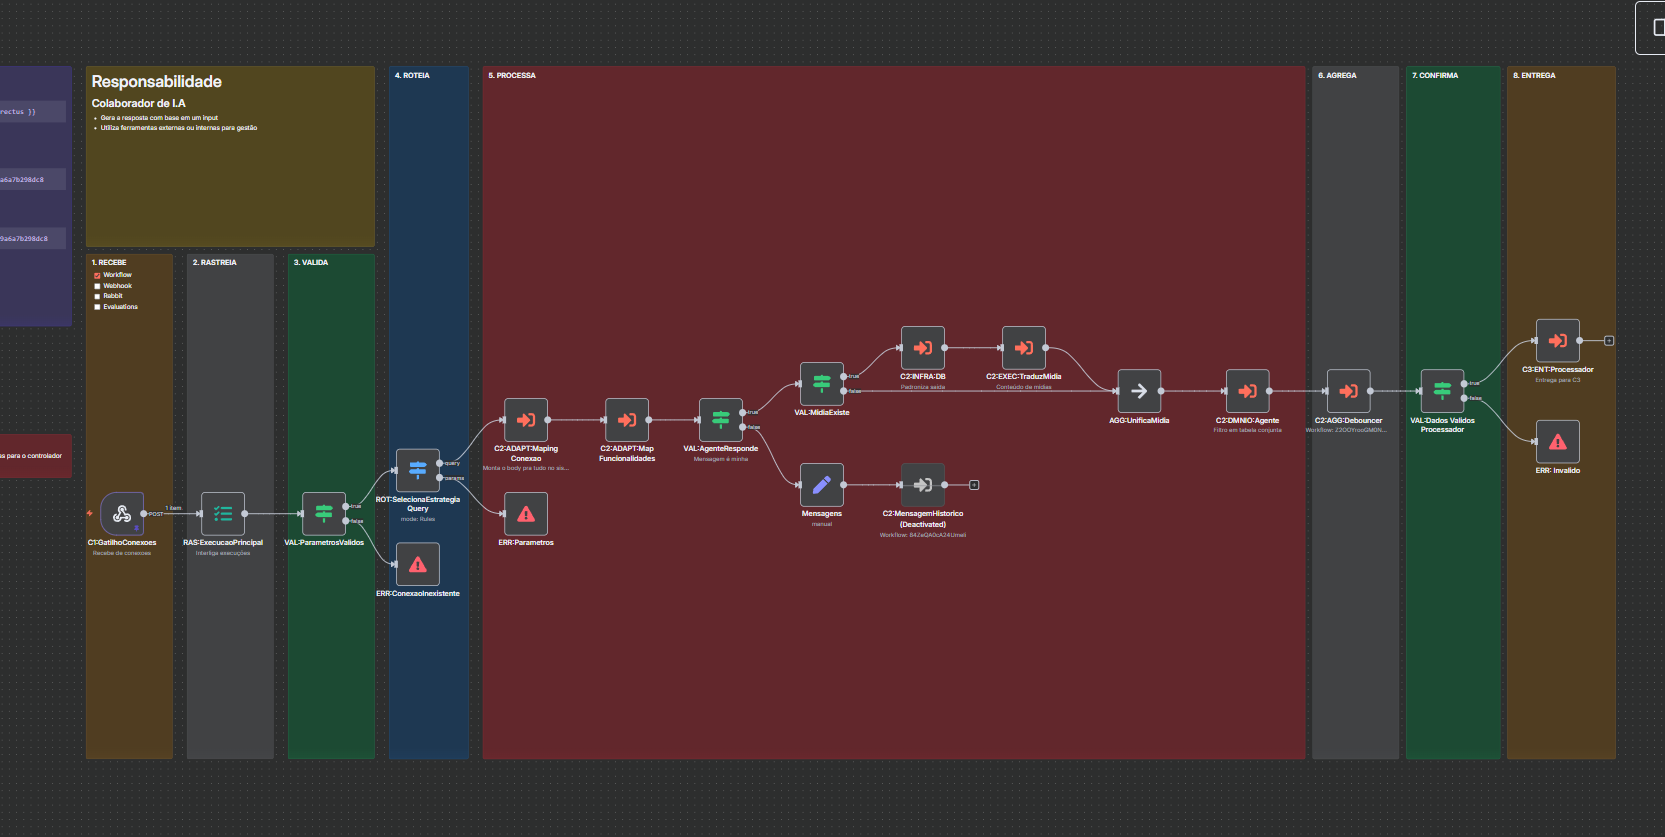 rectus }}
a6a7b298dc8
9a6a7b298dc8
as para o controlador
Responsabilidade
Colaborador de I.A
Gera a resposta com base em um input
Utiliza ferramentas externas ou internas para gestão
1. RECEBE
Workflow
Webhook
Rabbit
Evaluations
POST
1 item
C1:GatilhoConexoes
Recebe de conexoes
2. RASTREIA
RAS:ExecucaoPrincipal
Interliga execuções
3. VALIDA
true
false
VAL:ParametrosValidos
4. ROTEIA
query
params
ROT:SelecionaEstrategia
Query
mode: Rules
ERR:ConexaoInexistente
5. PROCESSA
C2:ADAPT:Maping
Conexao
Monta o body pra tudo no sis...
ERR:Parametros
C2:ADAPT:Map
Funcionalidades
true
false
VAL:AgenteResponde
Mensagem é minha
true
false
VAL:MidiaExiste
Mensagens
manual
C2:INFRA:DB
Padroniza saida
C2:MensagemHistorico
(Deactivated)
C2:EXEC:TraduzMidia
Conteúdo de mídias
AGG:UnificaMidia
C2:DMNIO:Agente
Filtro em tabela conjunta
6. AGREGA
C2:AGG:Debouncer
7. CONFIRMA
true
false
VAL:Dados Validos
Processador
8. ENTREGA
C3:ENT:Processador
Entrega para C3
ERR: Invalido